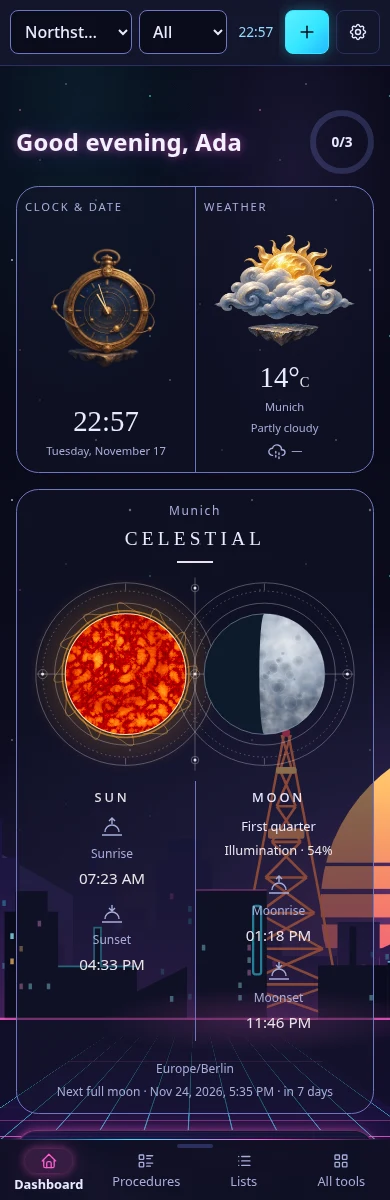 Northst...
All
22:57
0/3
Good evening, Ada
CLOCK & DATE
WEATHER
22:57
Tuesday, November 17
14°C
Munich
Partly cloudy
—
Munich
CELESTIAL
SUN
Sunrise
07:23 AM
Sunset
04:33 PM
MOON
First quarter
Illumination · 54%
Moonrise
01:18 PM
Moonset
11:46 PM
Europe/Berlin
Next full moon · Nov 24, 2026, 5:35 PM · in 7 days
Dashboard
Procedures
Lists
All tools